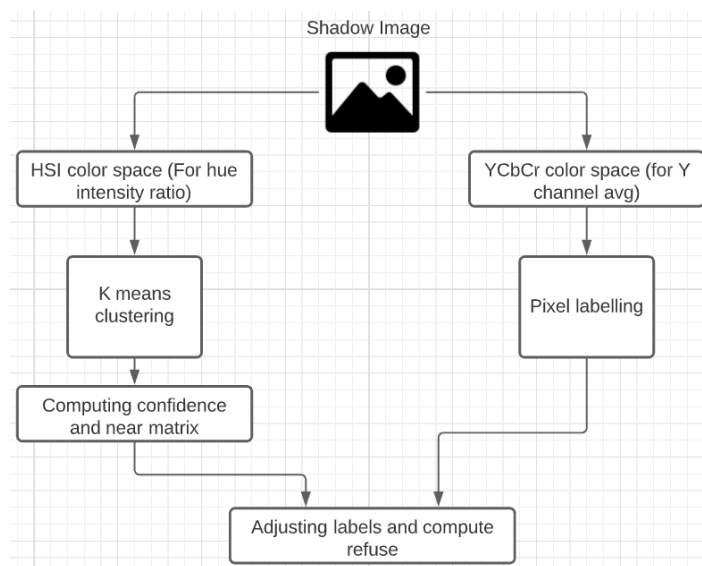 Shadow Image
HSI color space (For hue
intensity ratio)
YCbCr color space (for Y
channel avg)
K means
clustering
Pixel labelling
Computing confidence
and near matrix
Adjusting labels and compute
refuse